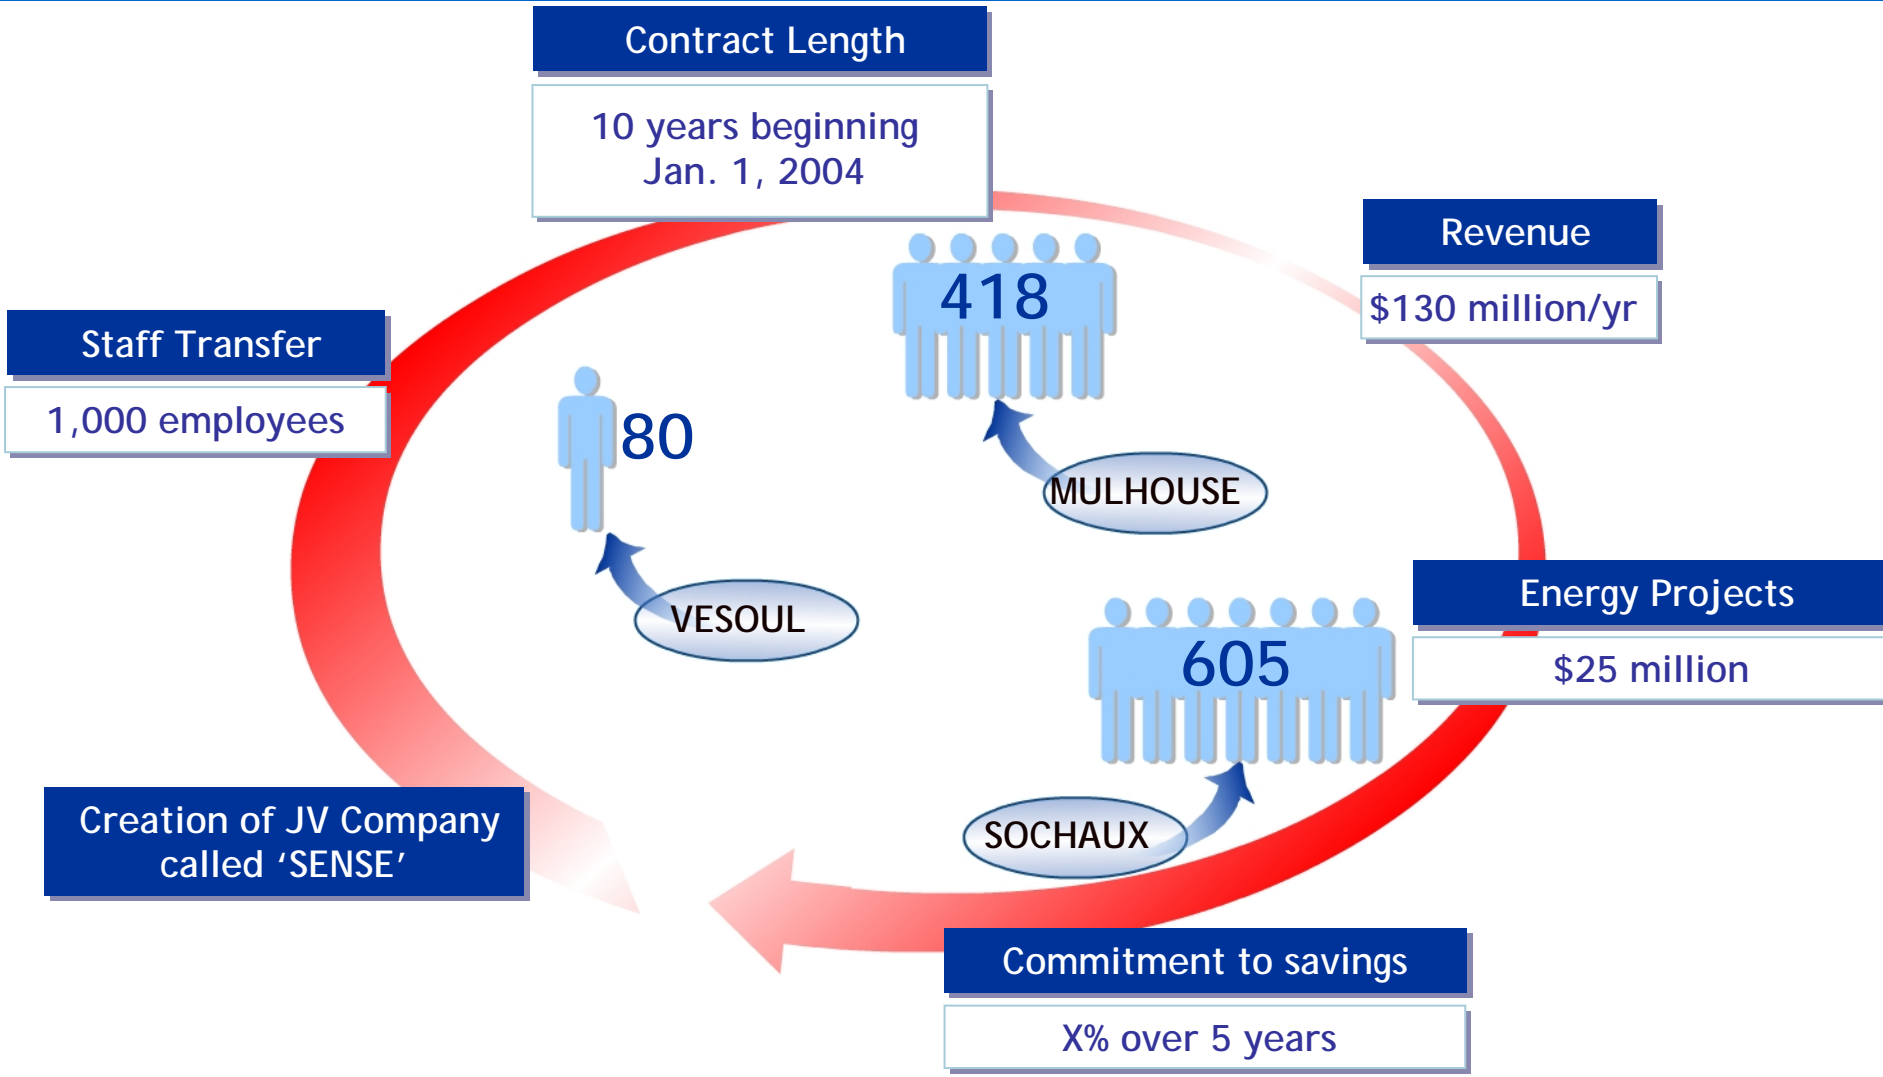 Contract Length
10 years beginning
Jan. 1, 2004
Revenue
$130 million/yr
418
Staff Transfer
1,000 employees
80
MULHOUSE
VESOUL
Energy Projects
$25 million
605
SOCHAUX
Creation of JV Company
called ‘SENSE’
Commitment to savings
X% over 5 years